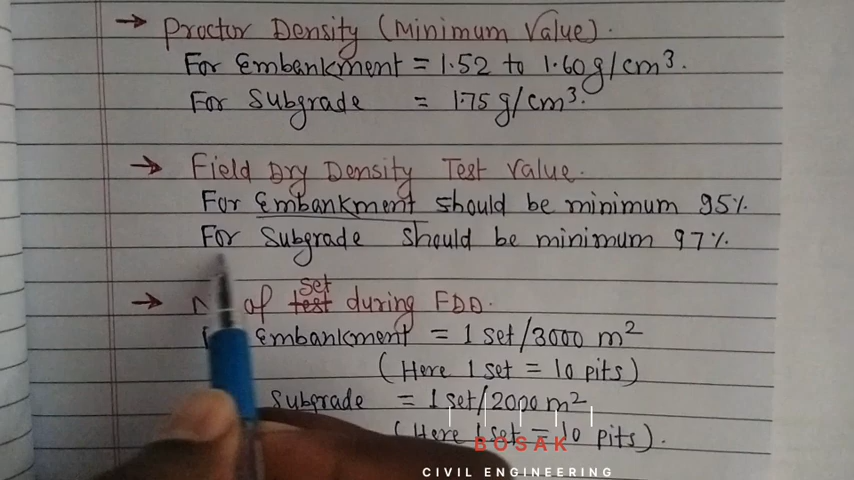 → Proctor Density (Minimum Value).
For Embankment = 1.52 to 1.60 g/cm³.
For Subgrade = 1.75 g/cm³.
→ Field Dry Density Test Value.
For Embankment should be minimum 95%.
For Subgrade should be minimum 97%.
set
→ of test during FDD.
Embankment = 1 set/3000 m²
(Here 1 set = 10 pits)
Subgrade = 1 set/2000 m²
(Here 1 set = 10 pits).
BOSAK
CIVIL ENGINEERING